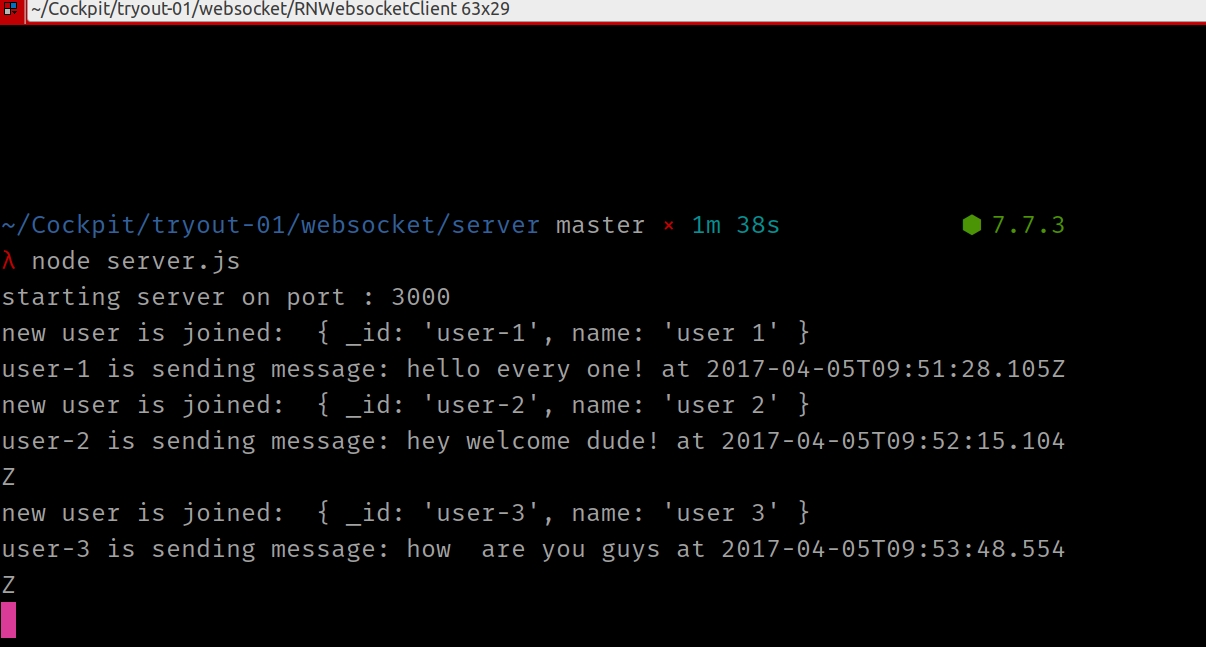 ~/Cockpit/tryout-01/websocket/RNWebsocketClient 63x29
~/Cockpit/tryout-01/websocket/server master × 1m 38s ⬢ 7.7.3
λ node server.js
starting server on port : 3000
new user is joined:  { _id: 'user-1', name: 'user 1' }
user-1 is sending message: hello every one! at 2017-04-05T09:51:28.105Z
new user is joined:  { _id: 'user-2', name: 'user 2' }
user-2 is sending message: hey welcome dude! at 2017-04-05T09:52:15.104
Z
new user is joined:  { _id: 'user-3', name: 'user 3' }
user-3 is sending message: how  are you guys at 2017-04-05T09:53:48.554
Z